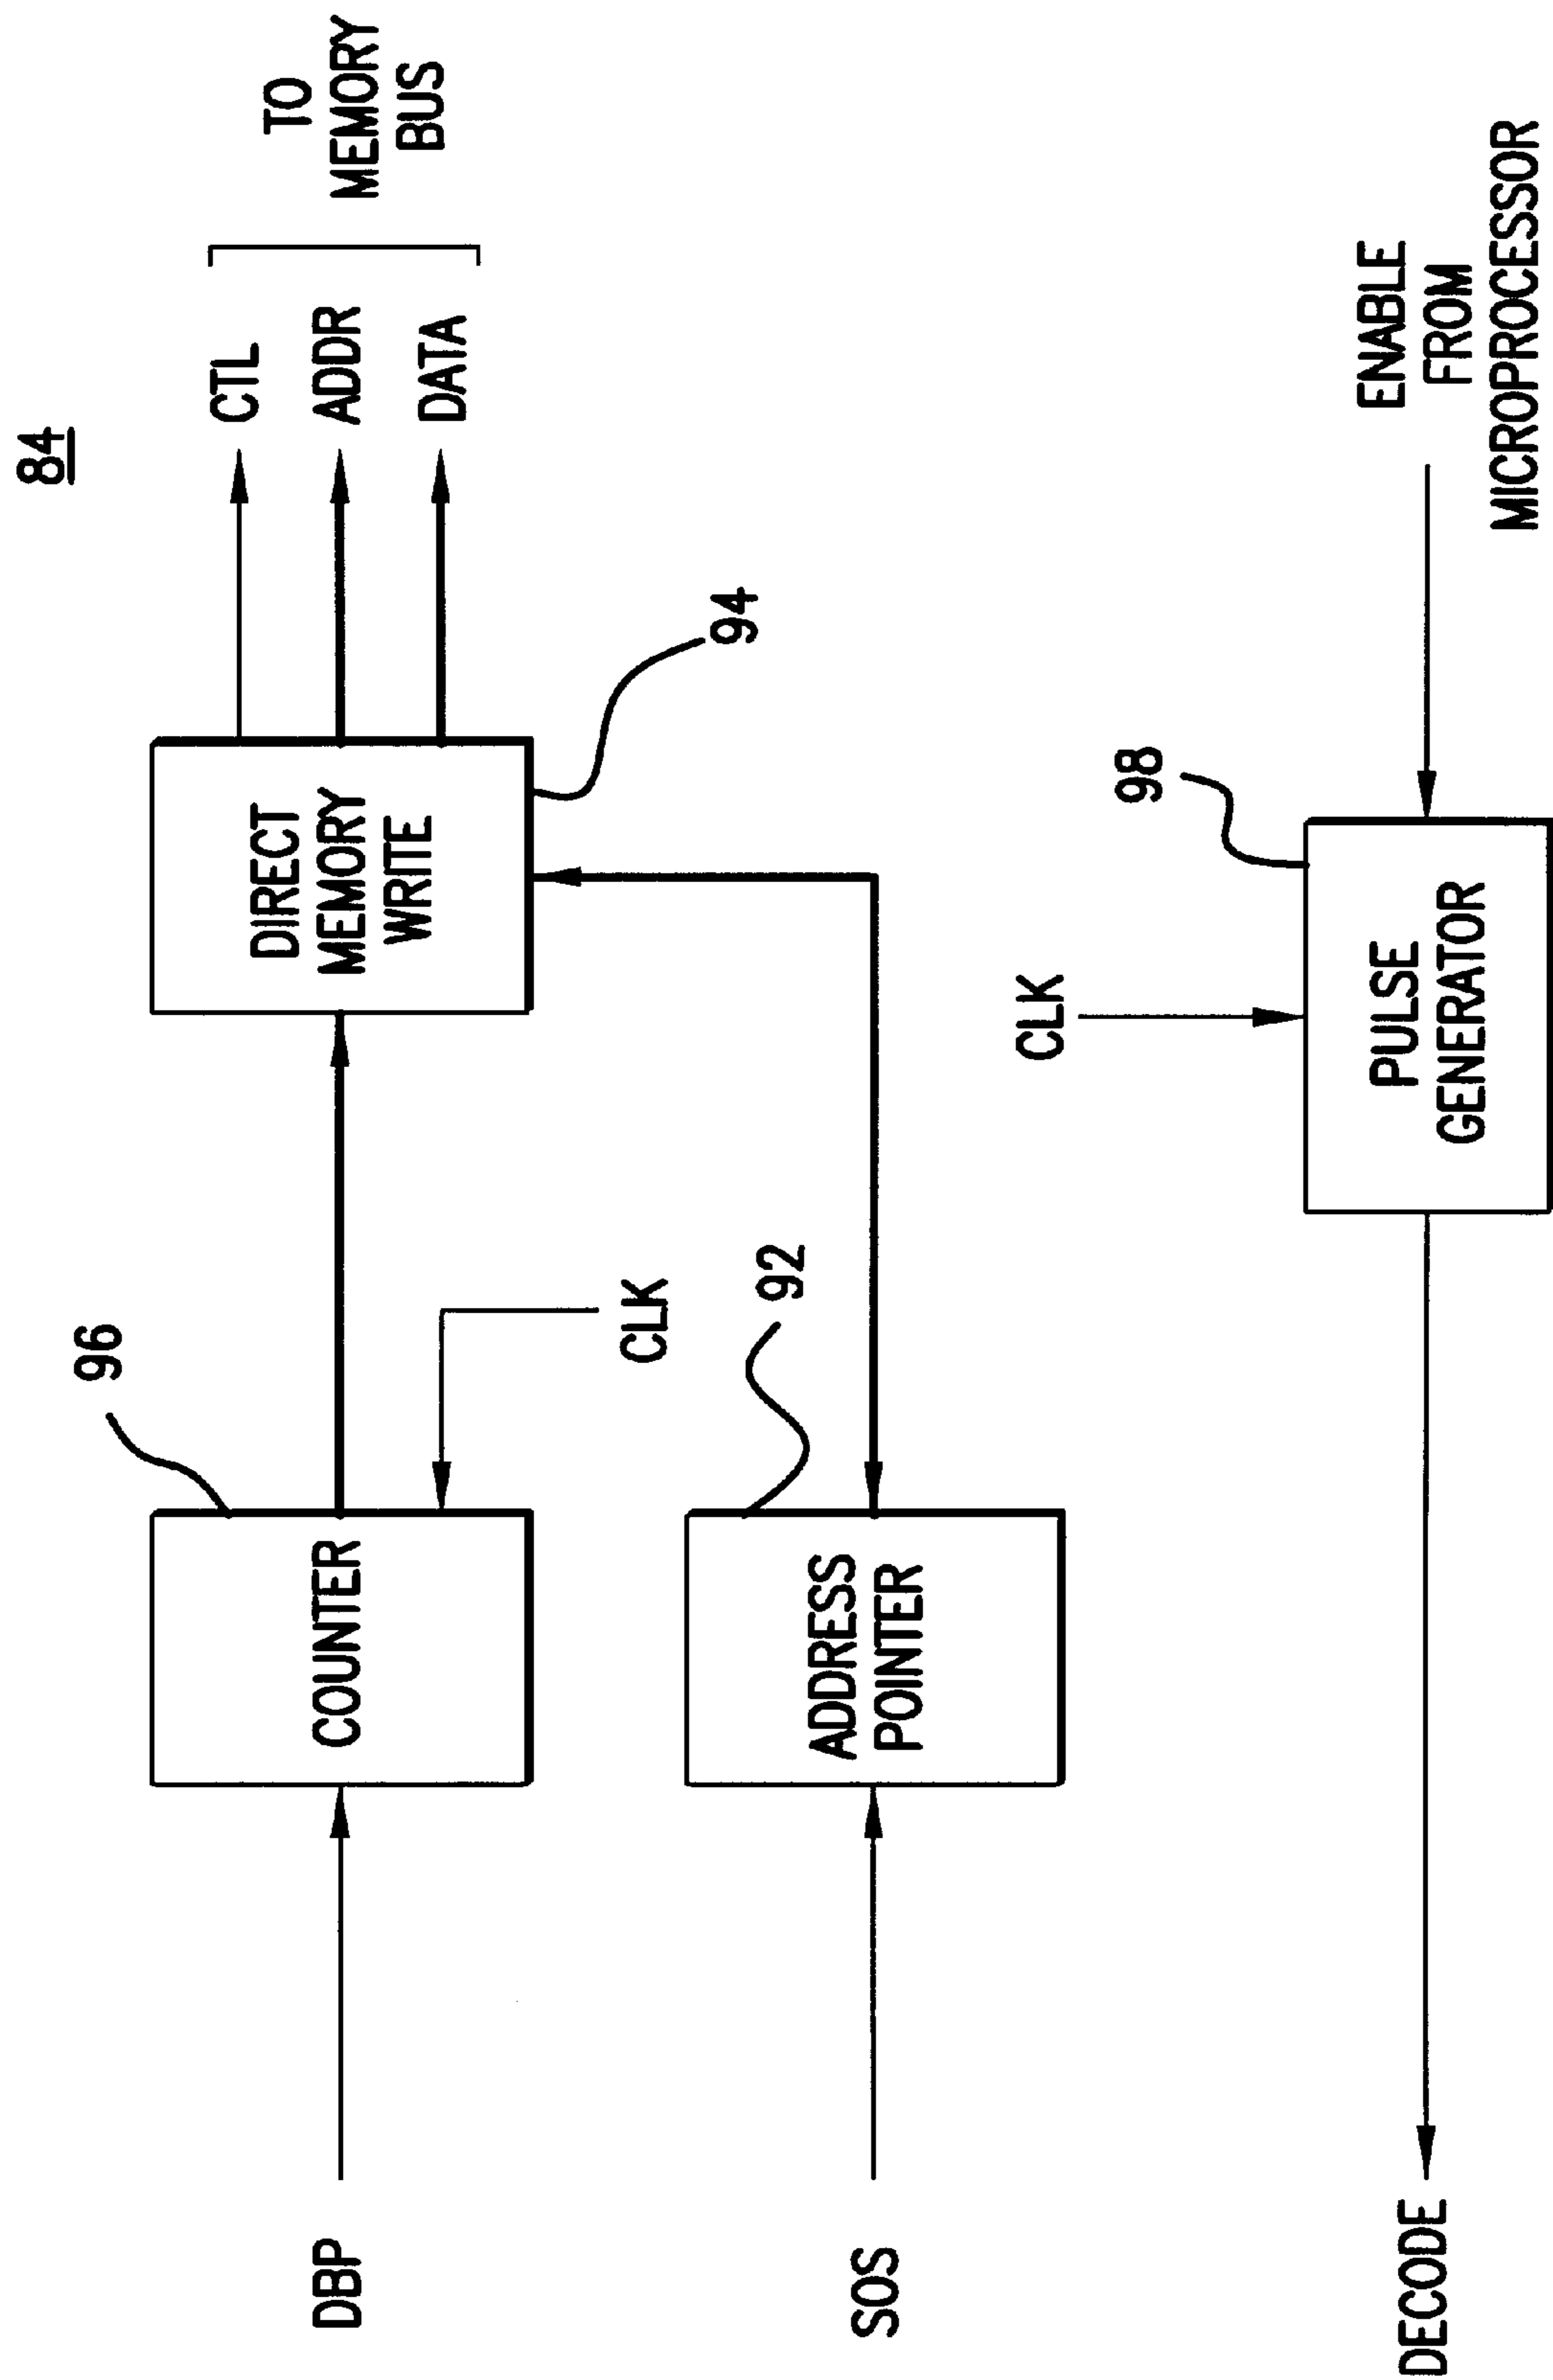 84
DBP
COUNTER
96
CLK
DIRECT
MEMORY
WRITE
94
CTL
ADDR
DATA
TO
MEMORY
BUS
SOS
ADDRESS
POINTER
92
DECODE
PULSE
GENERATOR
98
CLK
ENABLE
FROM
MICROPROCESSOR